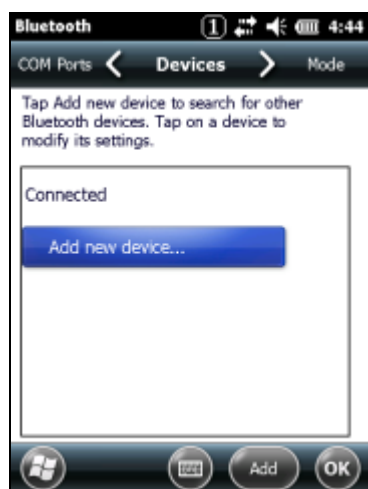 Bluetooth 1 4:44
COM Ports Devices Mode
Tap Add new device to search for other
Bluetooth devices. Tap on a device to
modify its settings.
Connected
Add new device...
Add OK